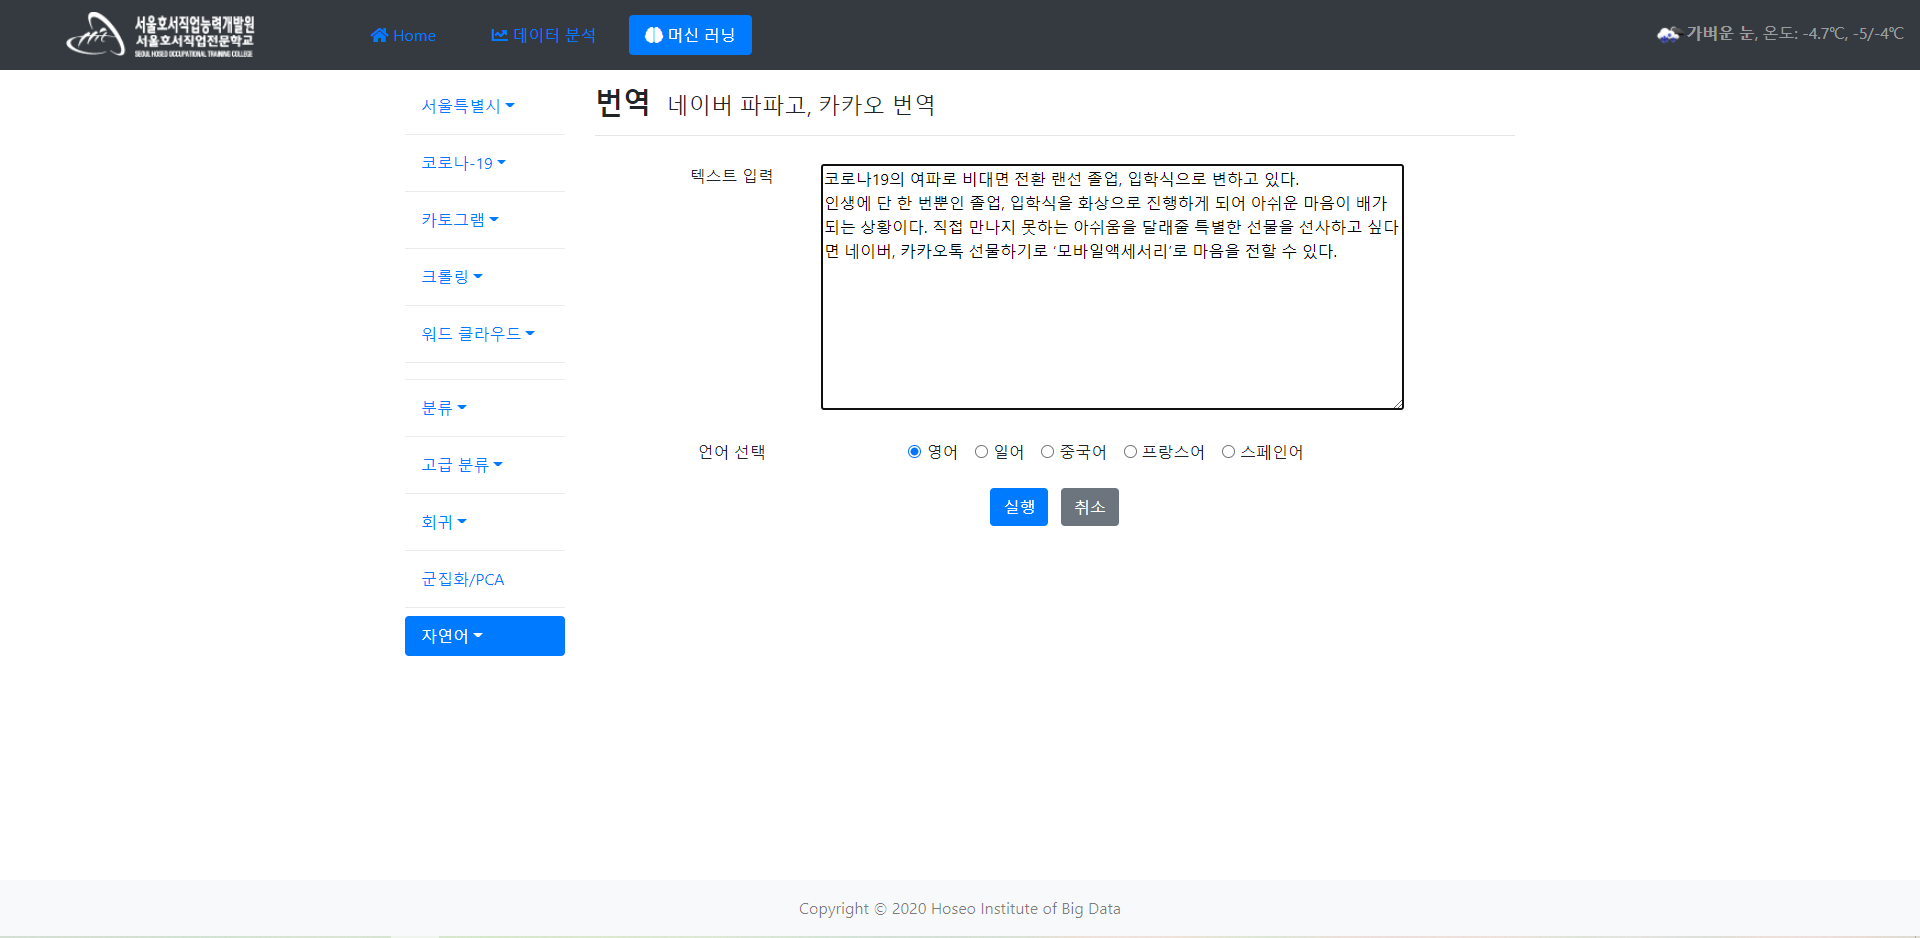 서울호서직업능력개발원
서울호서직업전문학교
SEOUL HOSEO OCCUPATIONAL TRAINING COLLEGE
Home
데이터 분석
머신 러닝
가벼운 눈, 온도: -4.7℃, -5/-4℃
서울특별시
코로나-19
카토그램
크롤링
워드 클라우드
분류
고급 분류
회귀
군집화/PCA
자연어
번역 네이버 파파고, 카카오 번역
텍스트 입력
코로나19의 여파로 비대면 전환 랜선 졸업, 입학식으로 변하고 있다.
인생에 단 한 번뿐인 졸업, 입학식을 화상으로 진행하게 되어 아쉬운 마음이 배가
되는 상황이다. 직접 만나지 못하는 아쉬움을 달래줄 특별한 선물을 선사하고 싶다
면 네이버, 카카오톡 선물하기로 ‘모바일액세서리’로 마음을 전할 수 있다.
언어 선택
영어 일어 중국어 프랑스어 스페인어
실행 취소
Copyright © 2020 Hoseo Institute of Big Data